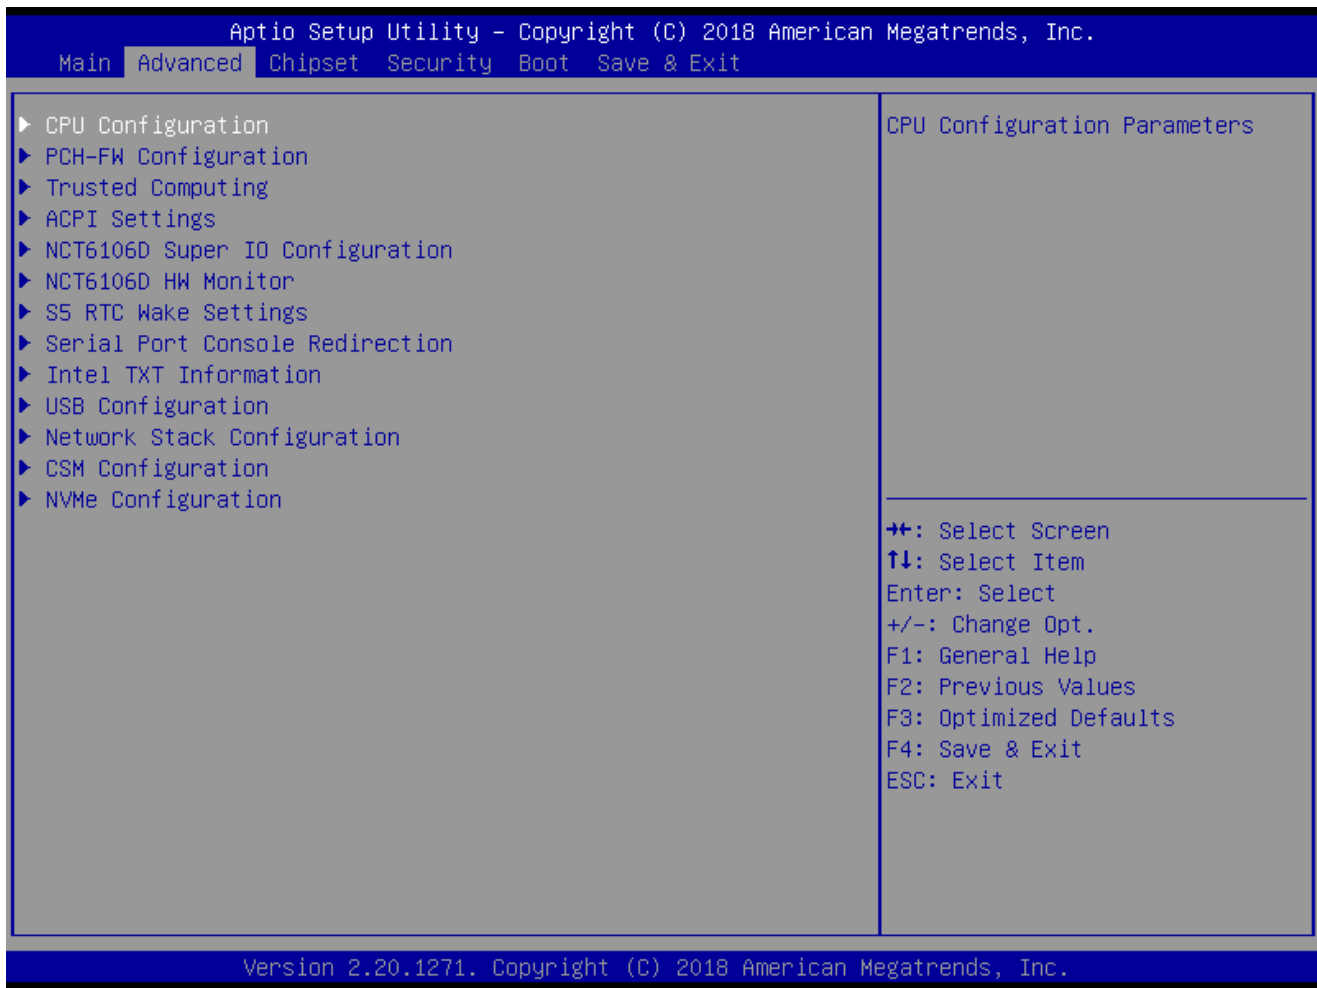 Aptio Setup Utility – Copyright (C) 2018 American Megatrends, Inc.
Main Advanced Chipset Security Boot Save & Exit
CPU Configuration
PCH-FW Configuration
Trusted Computing
ACPI Settings
NCT6106D Super IO Configuration
NCT6106D HW Monitor
S5 RTC Wake Settings
Serial Port Console Redirection
Intel TXT Information
USB Configuration
Network Stack Configuration
CSM Configuration
NVMe Configuration
CPU Configuration Parameters
→←: Select Screen
↑↓: Select Item
Enter: Select
+/-: Change Opt.
F1: General Help
F2: Previous Values
F3: Optimized Defaults
F4: Save & Exit
ESC: Exit
Version 2.20.1271. Copyright (C) 2018 American Megatrends, Inc.